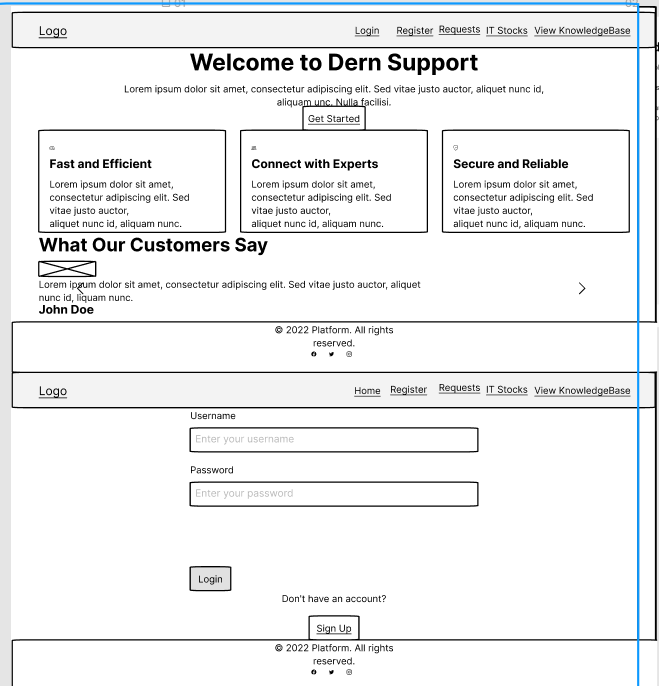 01
Logo
Login Register Requests IT Stocks View KnowledgeBase
Welcome to Dern Support
Lorem ipsum dolor sit amet, consectetur adipiscing elit. Sed vitae justo auctor, aliquet nunc id,
aliquam unc. Nulla facilisi.
Get Started
Fast and Efficient
Lorem ipsum dolor sit amet,
consectetur adipiscing elit. Sed
vitae justo auctor,
aliquet nunc id, aliquam nunc.
Connect with Experts
Lorem ipsum dolor sit amet,
consectetur adipiscing elit. Sed
vitae justo auctor,
aliquet nunc id, aliquam nunc.
Secure and Reliable
Lorem ipsum dolor sit amet,
consectetur adipiscing elit. Sed
vitae justo auctor,
aliquet nunc id, aliquam nunc.
What Our Customers Say
Lorem ipsum dolor sit amet, consectetur adipiscing elit. Sed vitae justo auctor, aliquet
nunc id, liquam nunc.
John Doe
© 2022 Platform. All rights
reserved.
Logo
Home Register Requests IT Stocks View KnowledgeBase
Username
Enter your username
Password
Enter your password
Login
Don't have an account?
Sign Up
© 2022 Platform. All rights
reserved.